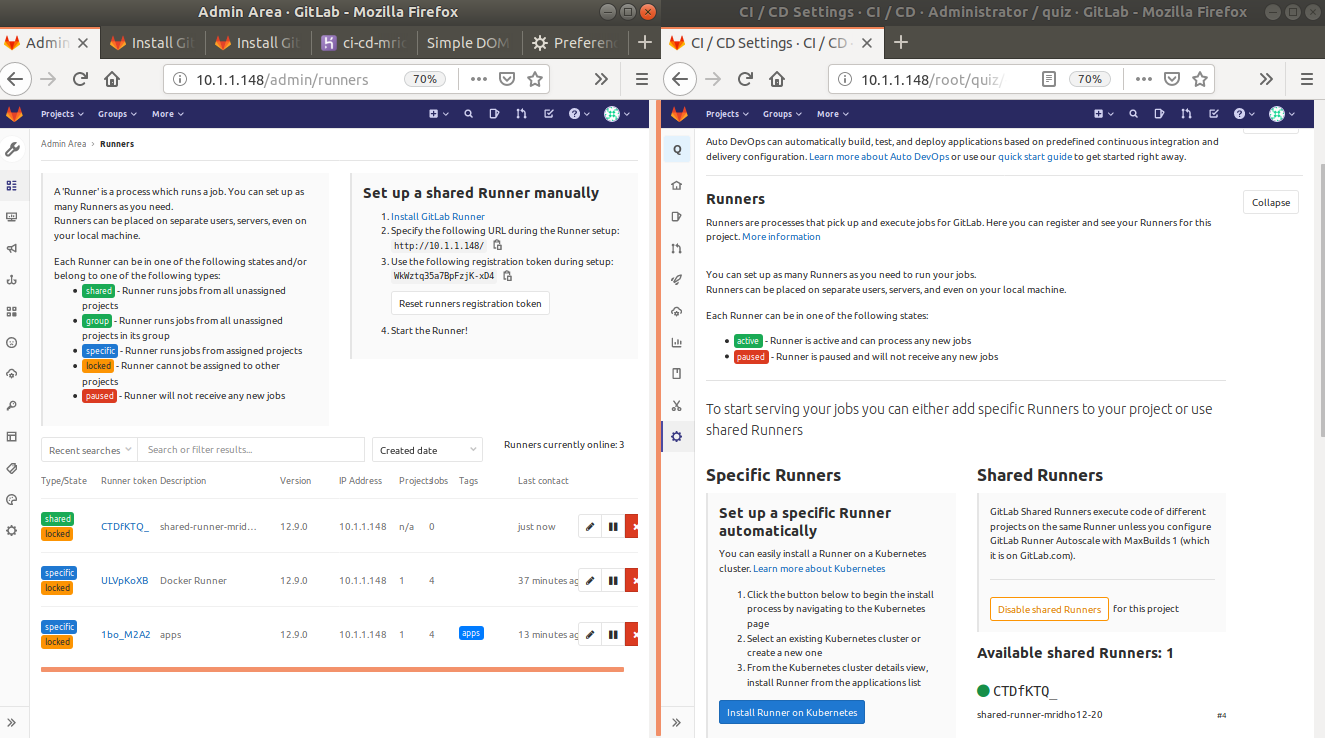 Admin Area · GitLab - Mozilla Firefox
Admin
Install Git
Install Git
ci-cd-mric
Simple DOM
Preferenc
10.1.1.148/admin/runners
70%
Projects
Groups
More
Admin Area › Runners
A 'Runner' is a process which runs a job. You can set up as
many Runners as you need.
Runners can be placed on separate users, servers, even on
your local machine.
Each Runner can be in one of the following states and/or
belong to one of the following types:
shared - Runner runs jobs from all unassigned
projects
group - Runner runs jobs from all unassigned
projects in its group
specific - Runner runs jobs from assigned projects
locked - Runner cannot be assigned to other
projects
paused - Runner will not receive any new jobs
Set up a shared Runner manually
1. Install GitLab Runner
2. Specify the following URL during the Runner setup:
http://10.1.1.148/
3. Use the following registration token during setup:
WkWztq35a7BpFzjK-xD4
Reset runners registration token
4. Start the Runner!
Recent searches
Search or filter results...
Created date
Runners currently online: 3
Type/State Runner token Description Version IP Address Projects Jobs Tags Last contact
shared
locked
CTDfKTQ_ shared-runner-mrid... 12.9.0 10.1.1.148 n/a 0 just now
specific
locked
ULVpKoXB Docker Runner 12.9.0 10.1.1.148 1 4 37 minutes ag
specific
locked
1bo_M2A2 apps 12.9.0 10.1.1.148 1 4 apps 13 minutes ag
CI / CD Settings · CI / CD · Administrator / quiz · GitLab - Mozilla Firefox
CI / CD Settings · CI / CD ·
10.1.1.148/root/quiz/
70%
Projects
Groups
More
Q
Auto DevOps can automatically build, test, and deploy applications based on predefined continuous integration and
delivery configuration. Learn more about Auto DevOps or use our quick start guide to get started right away.
Runners
Collapse
Runners are processes that pick up and execute jobs for GitLab. Here you can register and see your Runners for this
project. More information
You can set up as many Runners as you need to run your jobs.
Runners can be placed on separate users, servers, and even on your local machine.
Each Runner can be in one of the following states:
active - Runner is active and can process any new jobs
paused - Runner is paused and will not receive any new jobs
To start serving your jobs you can either add specific Runners to your project or use
shared Runners
Specific Runners
Set up a specific Runner
automatically
You can easily install a Runner on a Kubernetes
cluster. Learn more about Kubernetes
1. Click the button below to begin the install
process by navigating to the Kubernetes
page
2. Select an existing Kubernetes cluster or
create a new one
3. From the Kubernetes cluster details view,
install Runner from the applications list
Install Runner on Kubernetes
Shared Runners
GitLab Shared Runners execute code of different
projects on the same Runner unless you configure
GitLab Runner Autoscale with MaxBuilds 1 (which
it is on GitLab.com).
Disable shared Runners for this project
Available shared Runners: 1
CTDfKTQ_
shared-runner-mridho12-20
#4